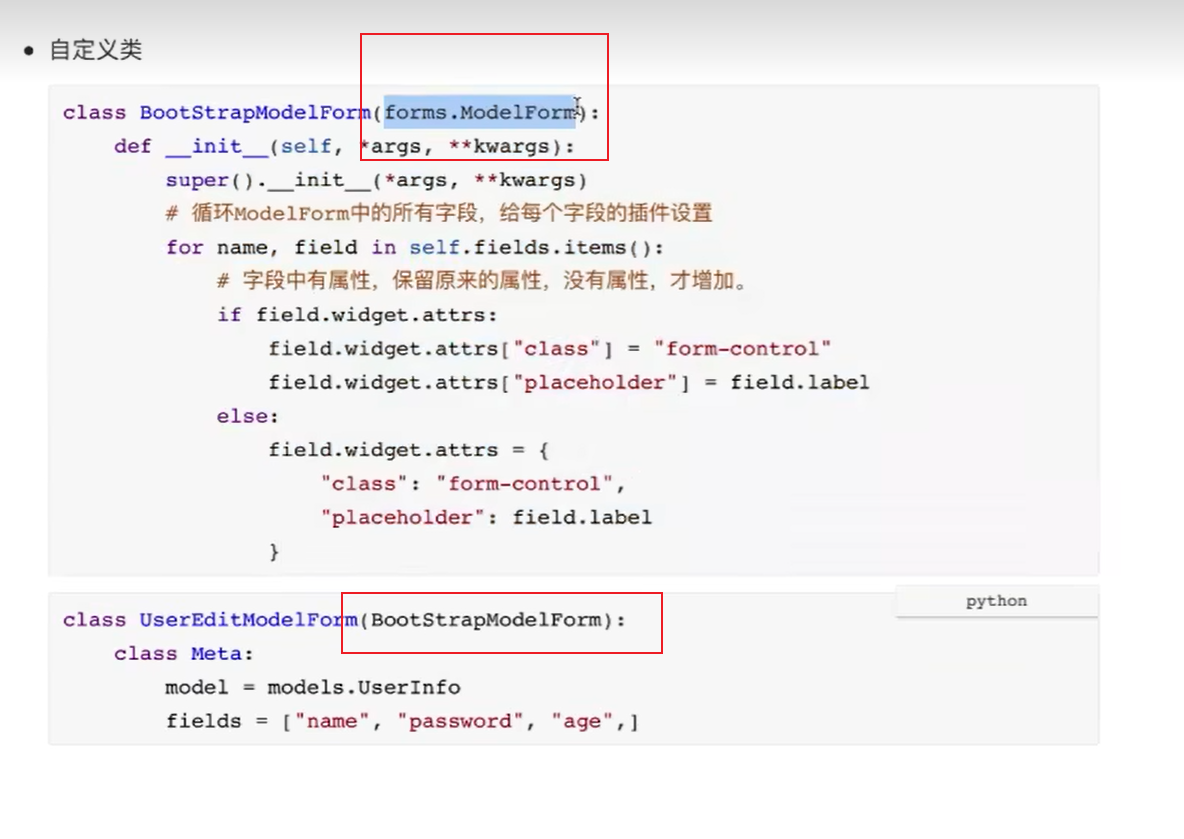 • 自定义类
class BootStrapModelForm(forms.ModelForm):
    def __init__(self, *args, **kwargs):
        super().__init__(*args, **kwargs)
        # 循环ModelForm中的所有字段，给每个字段的插件设置
        for name, field in self.fields.items():
            # 字段中有属性，保留原来的属性，没有属性，才增加。
            if field.widget.attrs:
                field.widget.attrs["class"] = "form-control"
                field.widget.attrs["placeholder"] = field.label
            else:
                field.widget.attrs = {
                    "class": "form-control",
                    "placeholder": field.label
                }
python
class UserEditModelForm(BootStrapModelForm):
    class Meta:
        model = models.UserInfo
        fields = ["name", "password", "age",]